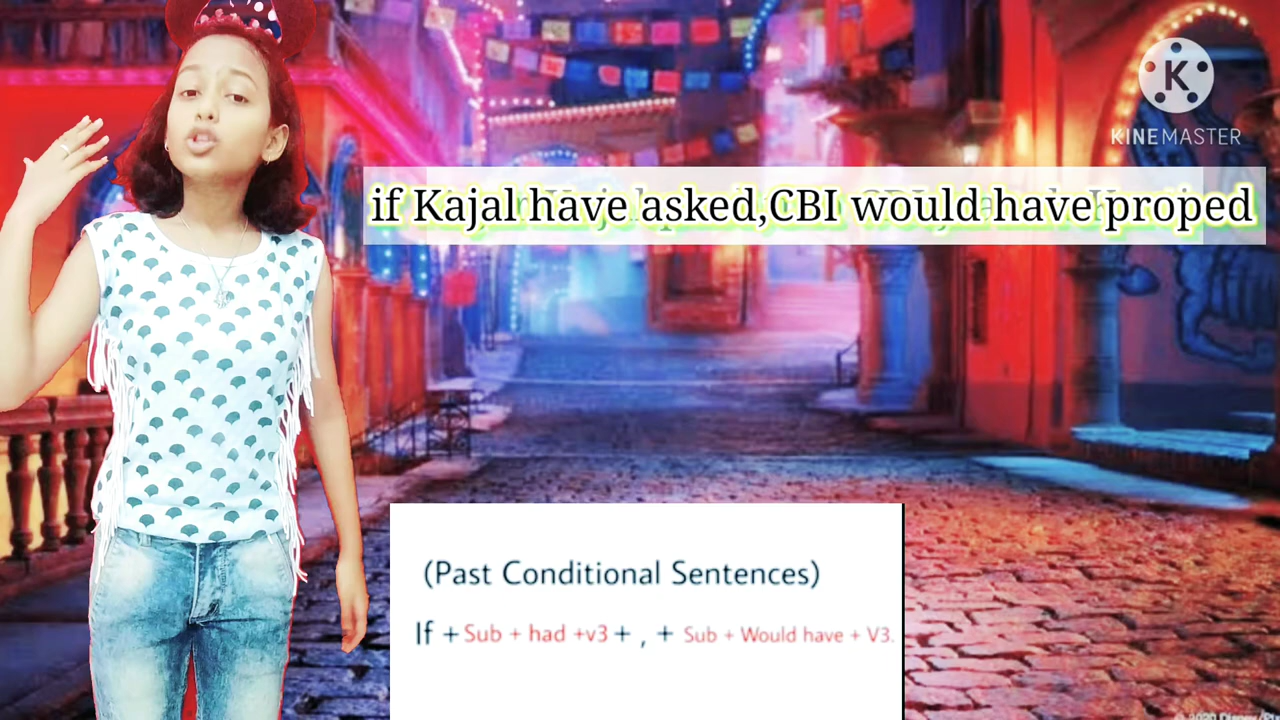 KINEMASTER
if Kajal have asked,CBI would have proped
(Past Conditional Sentences)
If + Sub + had +v3 + , + Sub + Would have + V3.